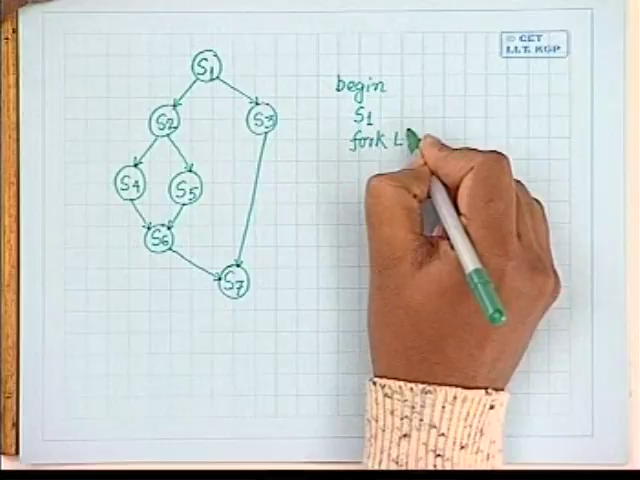 S1
S2
S3
S4
S5
S6
S7
begin
S1
fork L
© CET
I.I.T. KGP